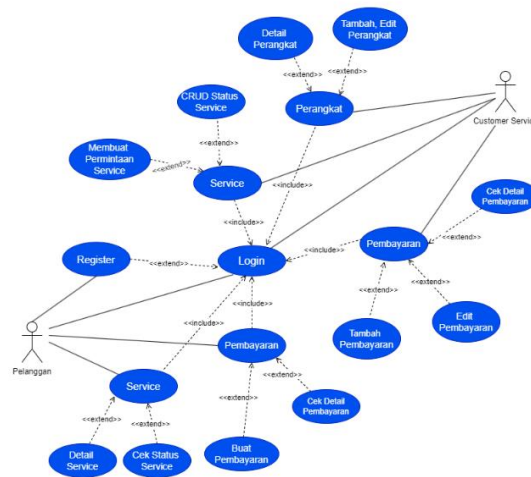 Detail
Perangkat
Tambah, Edit
Perangkat
<<extend>>
<<extend>>
CRUD Status
Service
Perangkat
Customer Servic
<<extend>>
Membuat
Permintaan
Service
<<extend>>
Service
Cek Detail
Pembayaran
<<include>>
<<include>>
Register
<<extend>>
Login
<<include>>
Pembayaran
<<extend>>
<<include>>
<<include>>
<<extend>>
<<extend>>
Tambah
Pembayaran
Edit
Pembayaran
Pembayaran
Pelanggan
Service
<<extend>>
<<extend>>
<<extend>>
<<extend>>
Cek Detail
Pembayaran
Detail
Service
Cek Status
Service
Buat
Pembayaran